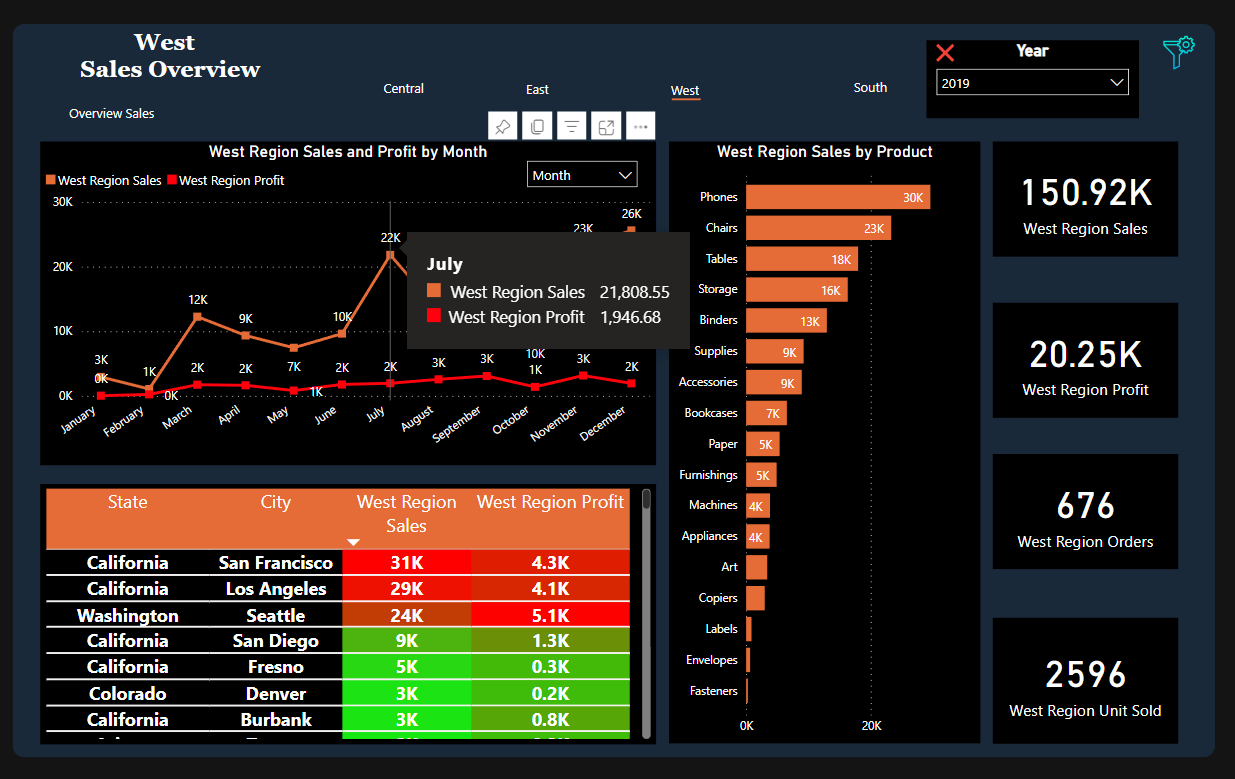 West
Sales Overview
Central
East
West
South
Year
2019
Overview Sales
West Region Sales and Profit by Month
West Region Sales
West Region Profit
Month
30K
20K
10K
0K
3K
0K
1K
0K
12K
2K
9K
2K
7K
1K
10K
2K
22K
2K
3K
3K
10K
1K
23K
3K
26K
2K
January
February
March
April
May
June
July
August
September
October
November
December
July
West Region Sales 21,808.55
West Region Profit 1,946.68
West Region Sales by Product
Phones 30K
Chairs 23K
Tables 18K
Storage 16K
Binders 13K
Supplies 9K
Accessories 9K
Bookcases 7K
Paper 5K
Furnishings 5K
Machines 4K
Appliances 4K
Art
Copiers
Labels
Envelopes
Fasteners
0K 20K
150.92K
West Region Sales
20.25K
West Region Profit
676
West Region Orders
2596
West Region Unit Sold
State City West Region Sales West Region Profit
California San Francisco 31K 4.3K
California Los Angeles 29K 4.1K
Washington Seattle 24K 5.1K
California San Diego 9K 1.3K
California Fresno 5K 0.3K
Colorado Denver 3K 0.2K
California Burbank 3K 0.8K